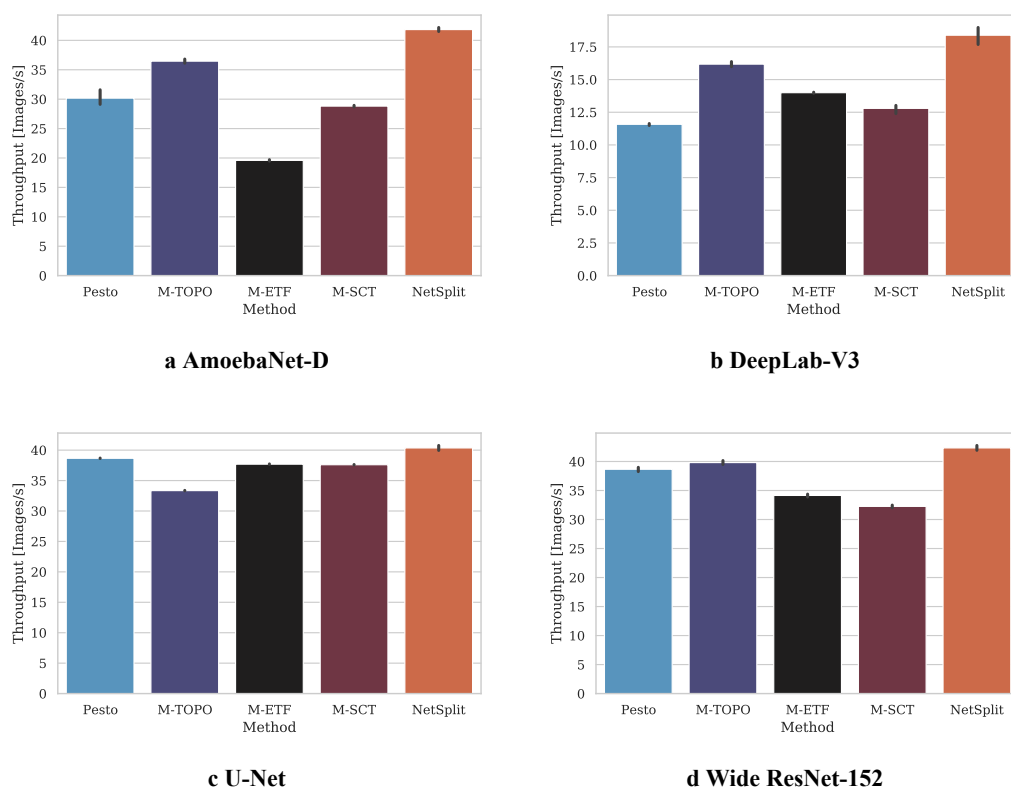 Throughput [Images/s]
40
35
30
25
20
15
10
5
0
Pesto M-TOPO M-ETF M-SCT NetSplit
Method
a AmoebaNet-D
Throughput [Images/s]
17.5
15.0
12.5
10.0
7.5
5.0
2.5
0.0
Pesto M-TOPO M-ETF M-SCT NetSplit
Method
b DeepLab-V3
Throughput [Images/s]
40
35
30
25
20
15
10
5
0
Pesto M-TOPO M-ETF M-SCT NetSplit
Method
c U-Net
Throughput [Images/s]
40
35
30
25
20
15
10
5
0
Pesto M-TOPO M-ETF M-SCT NetSplit
Method
d Wide ResNet-152